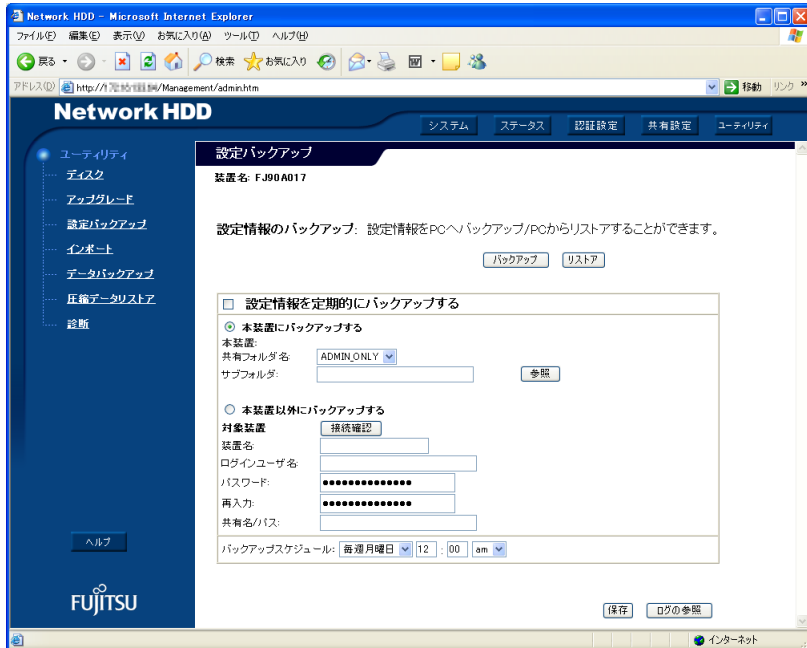 Network HDD - Microsoft Internet Explorer
ファイル(F) 編集(E) 表示(V) お気に入り(A) ツール(T) ヘルプ(H)
戻る 検索 お気に入り
アドレス(D) /Management/admin.htm 移動 リンク »
Network HDD
システム ステータス 認証設定 共有設定 ユーティリティ
ユーティリティ
ディスク
アップグレード
設定バックアップ
インポート
データバックアップ
圧縮データリストア
診断
ヘルプ
FUJITSU
設定バックアップ
装置名: FJ90A017
設定情報のバックアップ: 設定情報をPCへバックアップ/PCからリストアすることができます。
バックアップ リストア
設定情報を定期的にバックアップする
本装置にバックアップする
本装置:
共有フォルダ名: ADMIN_ONLY
サブフォルダ: 参照
本装置以外にバックアップする
対象装置 接続確認
装置名:
ログインユーザ名:
パスワード: ●●●●●●●●●●●●●●
再入力: ●●●●●●●●●●●●●●
共有名/パス:
バックアップスケジュール: 毎週月曜日 12 : 00 am
保存 ログの参照
インターネット